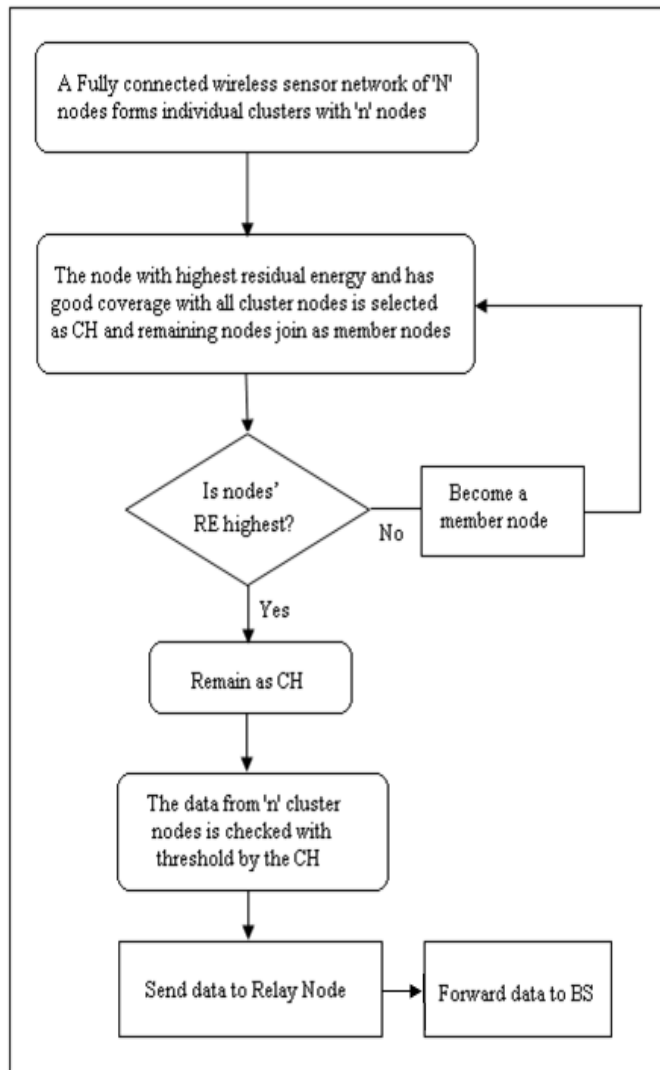 A Fully connected wireless sensor network of 'N'
nodes forms individual clusters with 'n' nodes
The node with highest residual energy and has
good coverage with all cluster nodes is selected
as CH and remaining nodes join as member nodes
Is nodes'
RE highest?
No
Become a
member node
Yes
Remain as CH
The data from 'n' cluster
nodes is checked with
threshold by the CH
Send data to Relay Node
Forward data to BS